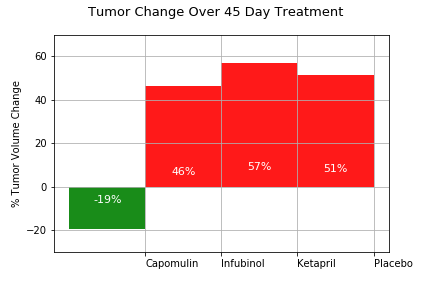 Tumor Change Over 45 Day Treatment
% Tumor Volume Change
60
40
20
0
−20
-19%
46%
57%
51%
Capomulin
Infubinol
Ketapril
Placebo